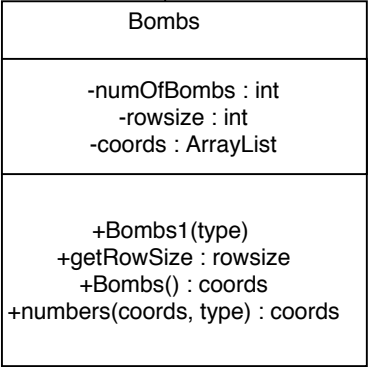 Bombs
-numOfBombs : int
-rowsize : int
-coords : ArrayList
+Bombs1(type)
+getRowSize : rowsize
+Bombs() : coords
+numbers(coords, type) : coords